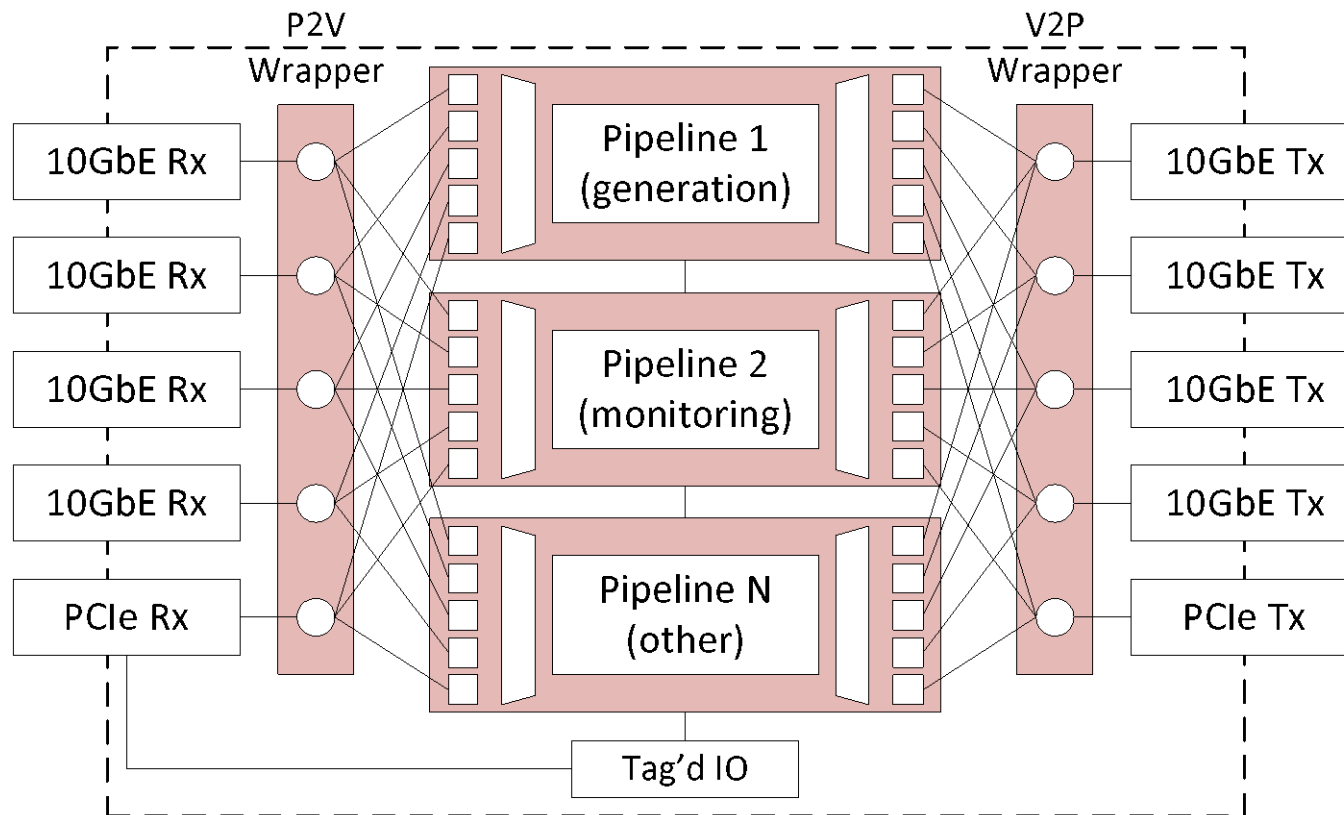 P2V
Wrapper
V2P
Wrapper
10GbE Rx
10GbE Rx
10GbE Rx
10GbE Rx
PCIe Rx
Pipeline 1
(generation)
Pipeline 2
(monitoring)
Pipeline N
(other)
Tag'd IO
10GbE Tx
10GbE Tx
10GbE Tx
10GbE Tx
PCIe Tx